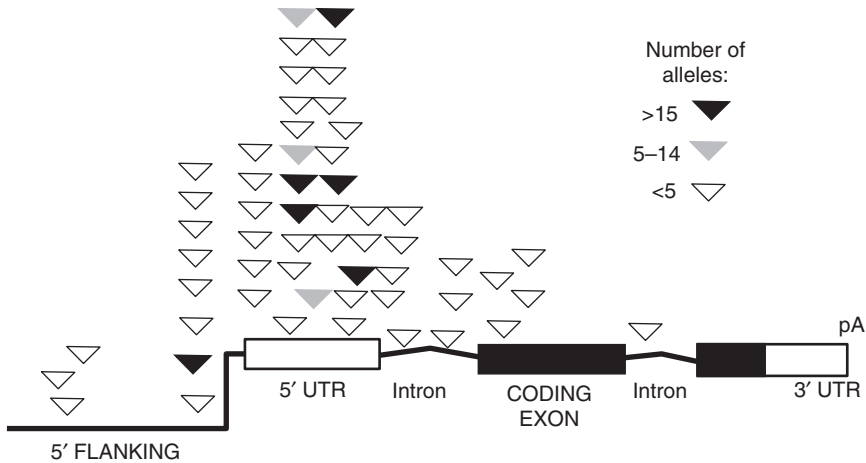 Number of
alleles:
>15
5–14
<5
pA
5′ UTR
Intron
CODING
EXON
Intron
3′ UTR
5′ FLANKING